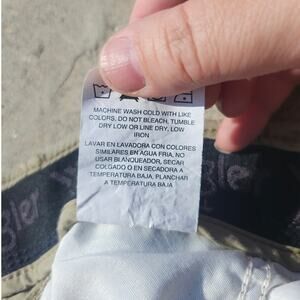 MACHINE WASH COLD WITH LIKE
COLORS, DO NOT BLEACH, TUMBLE
DRY LOW OR LINE DRY, LOW
IRON
LAVAR EN LAVADORA CON COLORES
SIMILARES EN AGUA FRIA, NO
USAR BLANQUEADOR, SECAR
COLGADO O EN SECADORA A
TEMPERATURA BAJA, PLANCHAR
A TEMPERATURA BAJA